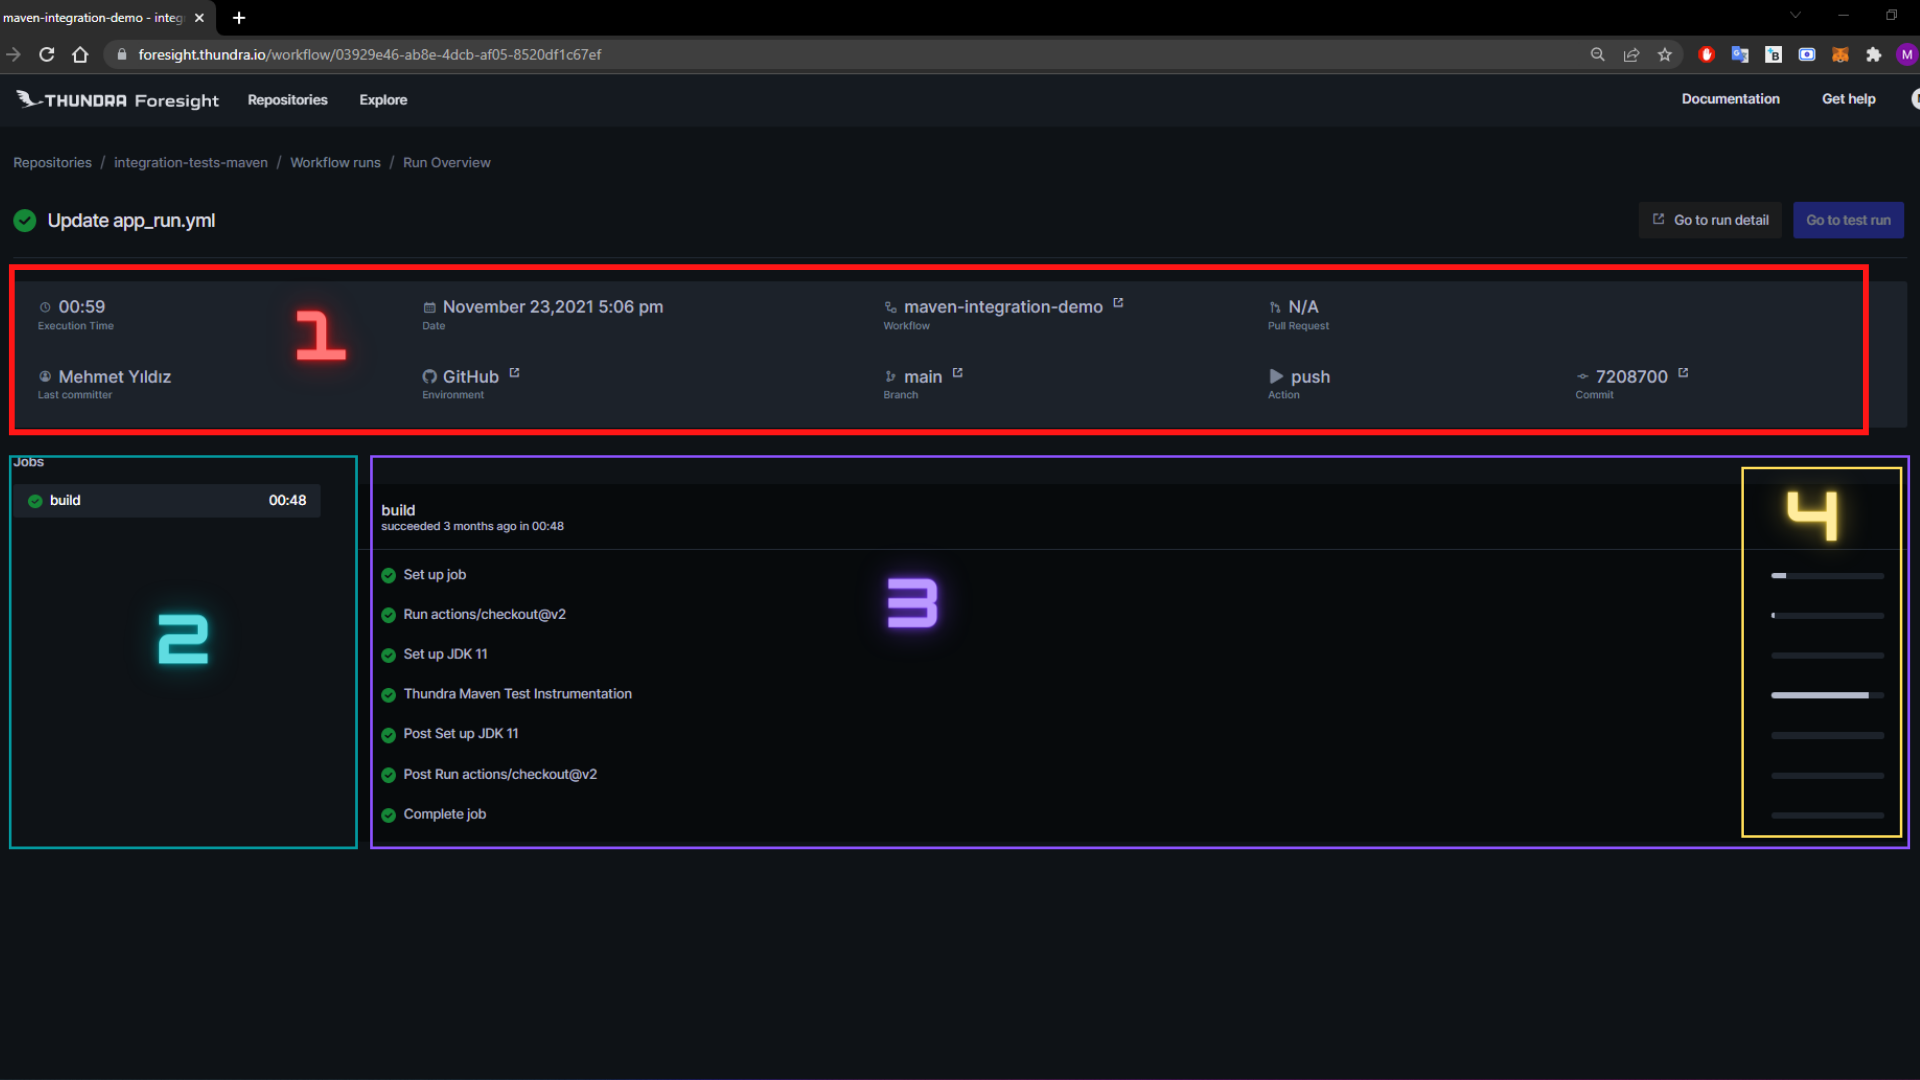 maven-integration-demo - integ
foresight.thundra.io/workflow/03929e46-ab8e-4dcb-af05-8520df1c67ef
M
THUNDRA Foresight Repositories Explore Documentation Get help
Repositories / integration-tests-maven / Workflow runs / Run Overview
Update app_run.yml Go to run detail Go to test run
00:59 November 23,2021 5:06 pm maven-integration-demo N/A
Execution Time Date Workflow Pull Request
1
Mehmet Yıldız GitHub main push 7208700
Last committer Environment Branch Action Commit
Jobs
build 00:48
2
build
succeeded 3 months ago in 00:48
Set up job
Run actions/checkout@v2
Set up JDK 11
Thundra Maven Test Instrumentation
Post Set up JDK 11
Post Run actions/checkout@v2
Complete job
3
4